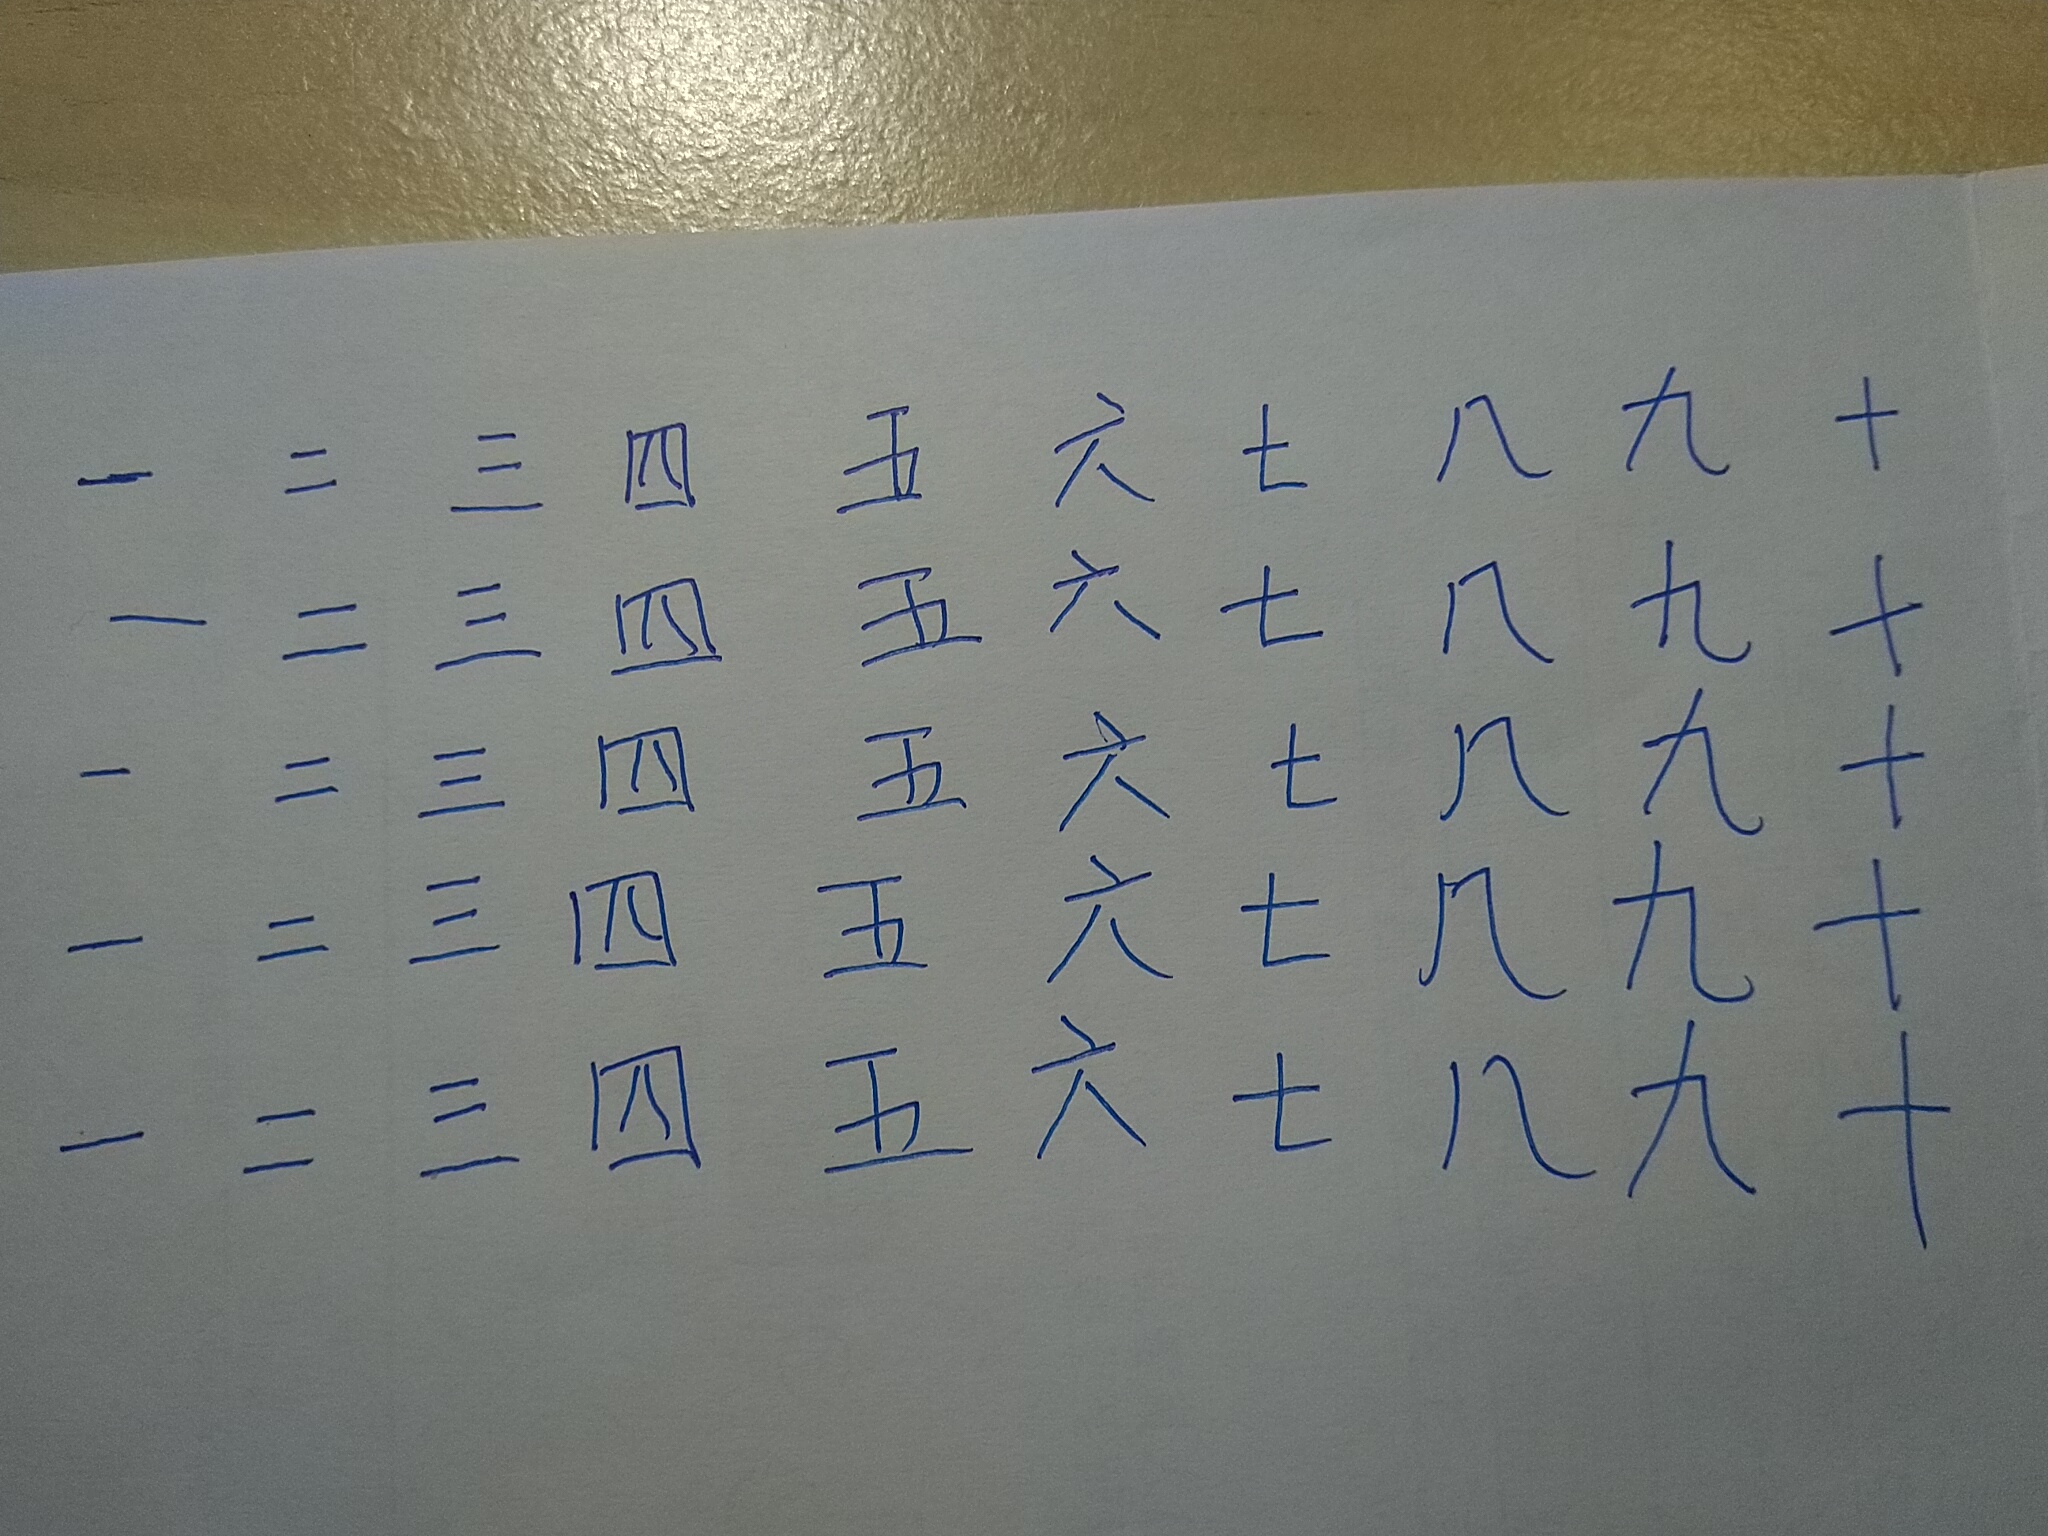 一 二 三 四 五 六 七 八 九 十
一 二 三 四 五 六 七 八 九 十
一 二 三 四 五 六 七 八 九 十
一 二 三 四 五 六 七 八 九 十
一 二 三 四 五 六 七 八 九 十